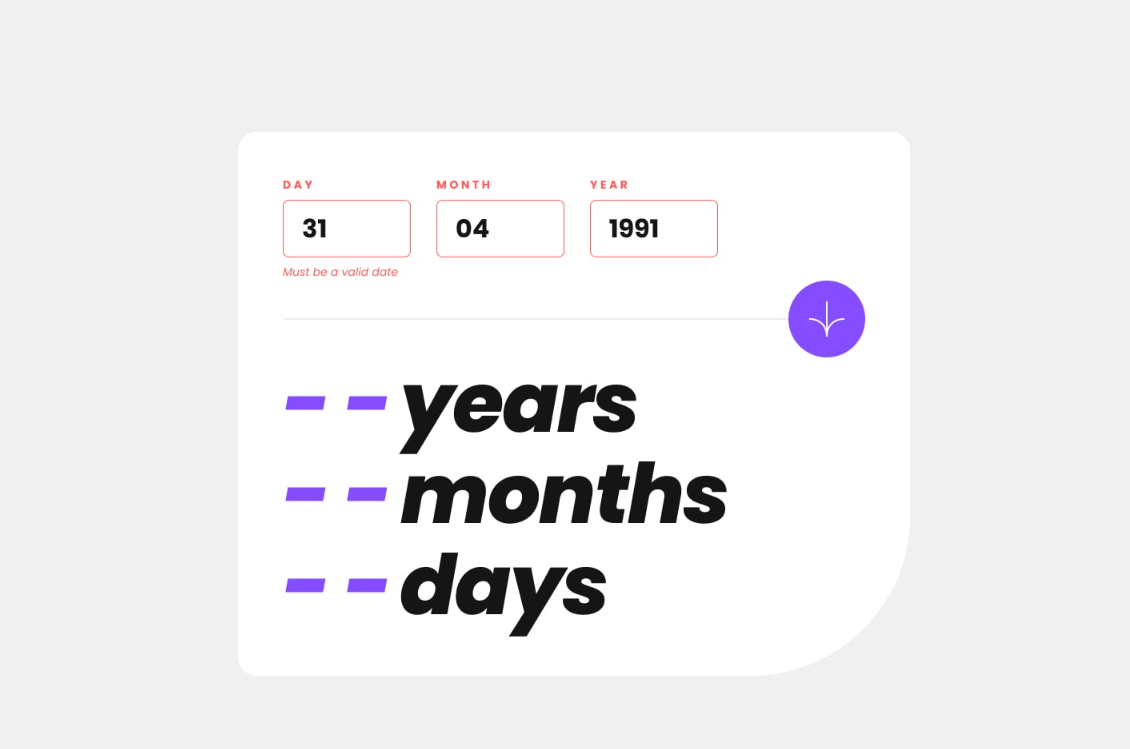 DAY MONTH YEAR
31 04 1991
Must be a valid date
-- years
-- months
-- days